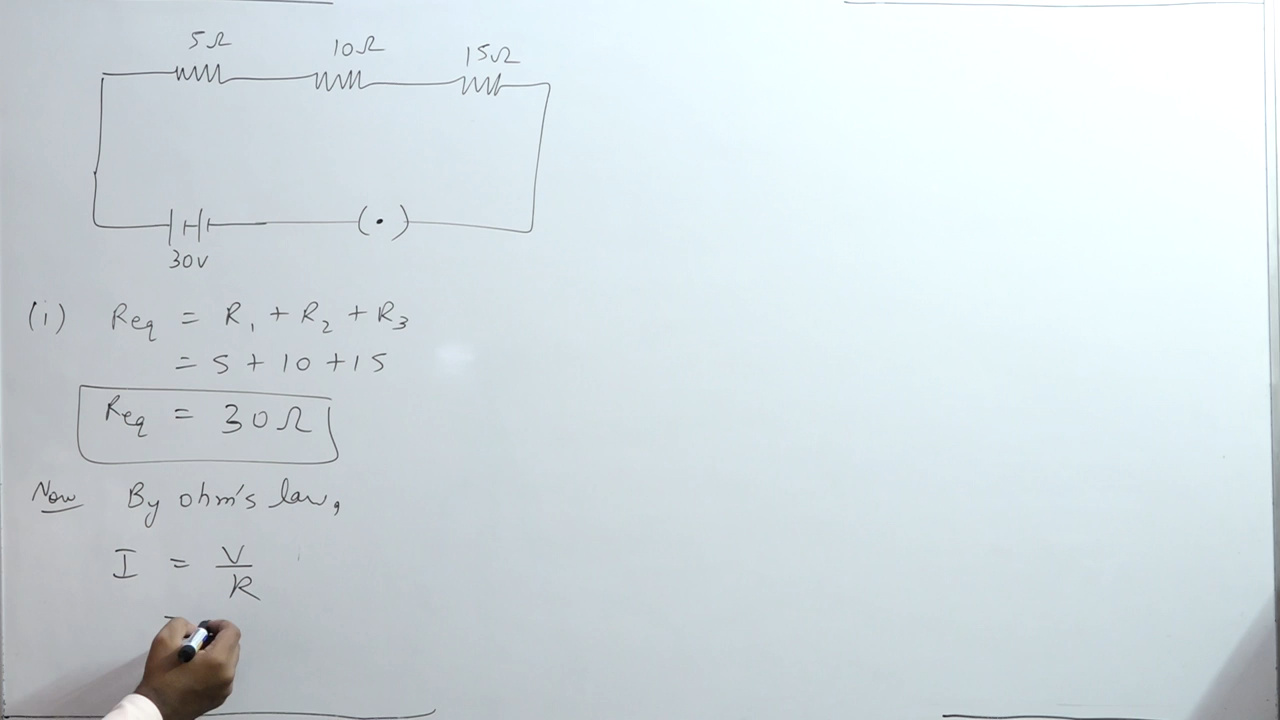 5Ω 10Ω 15Ω
30V
(i) Req = R₁ + R₂ + R₃
= 5 + 10 + 15
Req = 30Ω
Now By ohm's law,
I = V/R